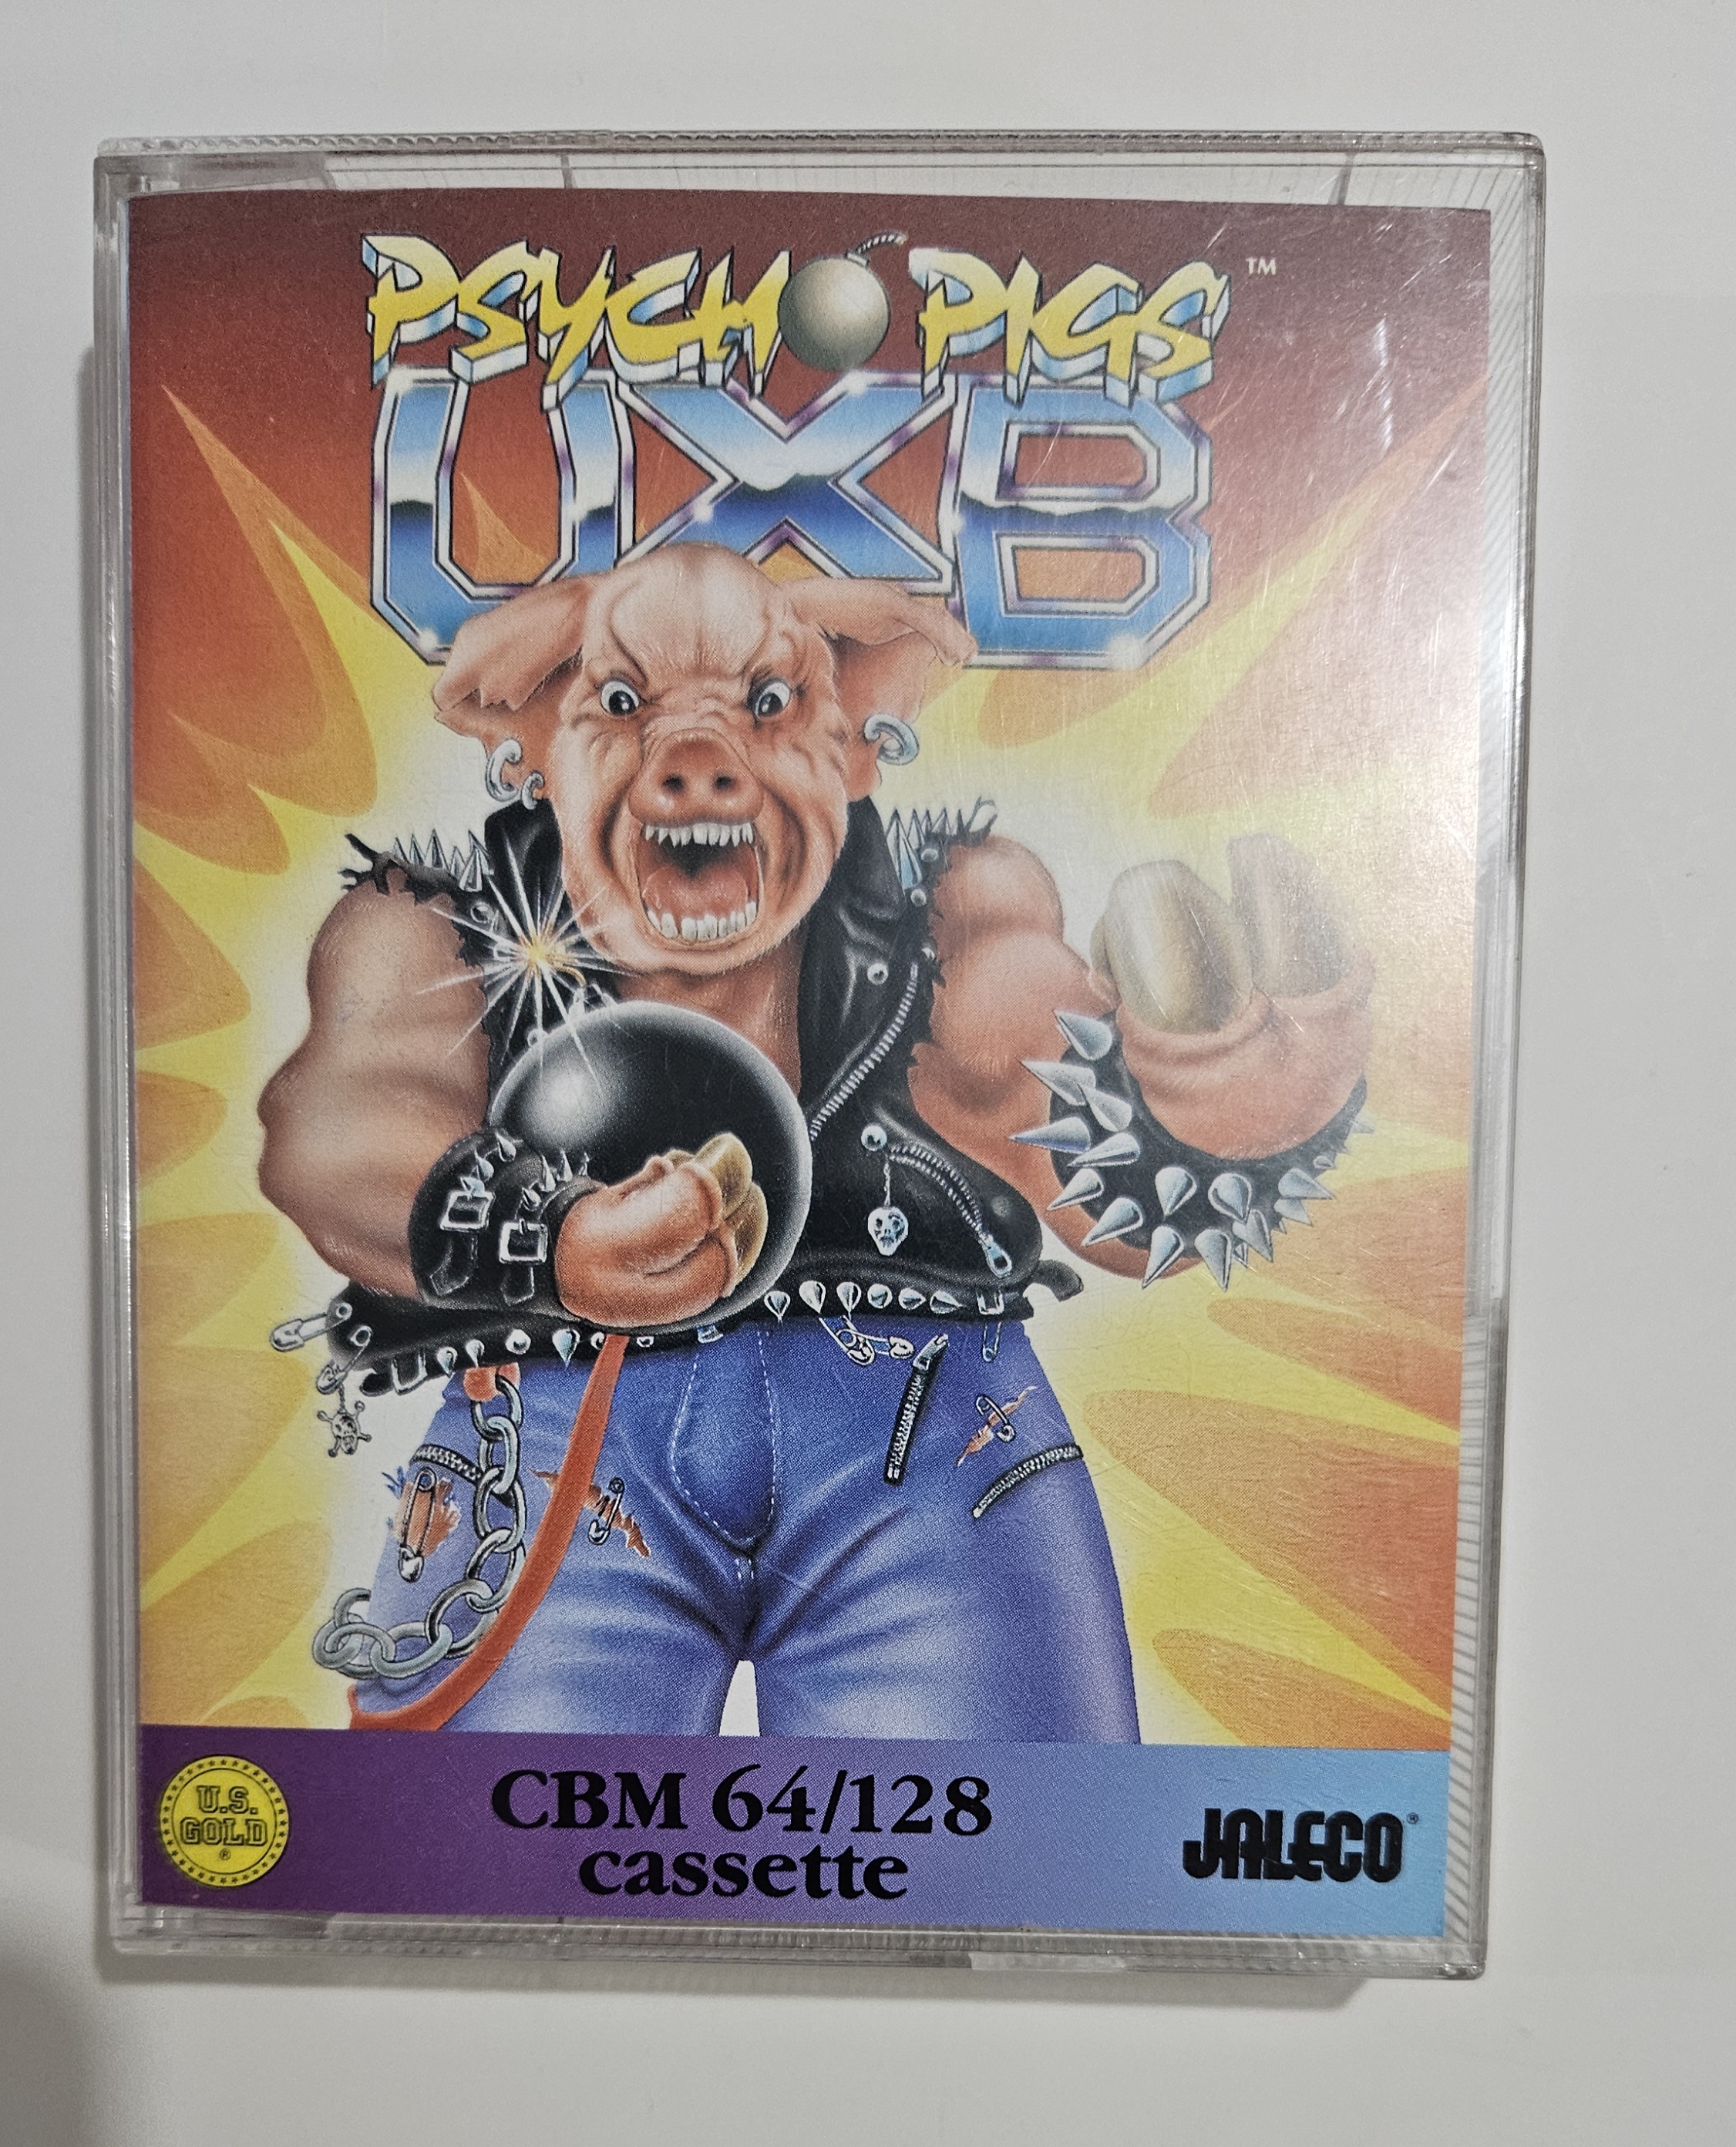 PSYCHO PIGS ™
UXB
U.S.
GOLD
®
CBM 64/128
cassette
JALECO®